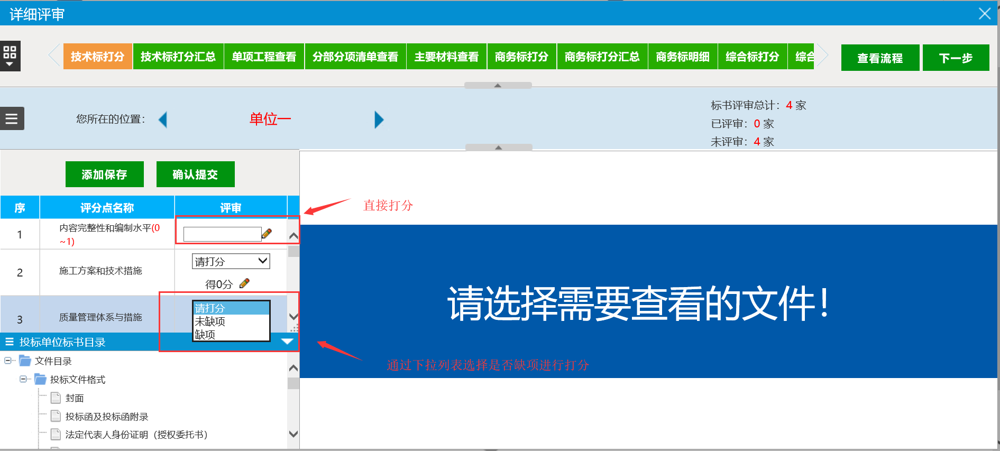 详细评审
技术标打分 技术标打分汇总 单项工程查看 分部分项清单查看 主要材料查看 商务标打分 商务标打分汇总 商务标明细 综合标打分 综合
查看流程 下一步
您所在的位置： 单位一
标书评审总计：4 家
已评审：0 家
未评审：4 家
添加保存 确认提交
序 评分点名称 评审
直接打分
1 内容完整性和编制水平(0
~1)
2 施工方案和技术措施 请打分
得0分
3 质量管理体系与措施 请打分
未缺项
缺项
请选择需要查看的文件！
通过下拉列表选择是否缺项进行打分
投标单位标书目录
文件目录
投标文件格式
封面
投标函及投标函附录
法定代表人身份证明（授权委托书）